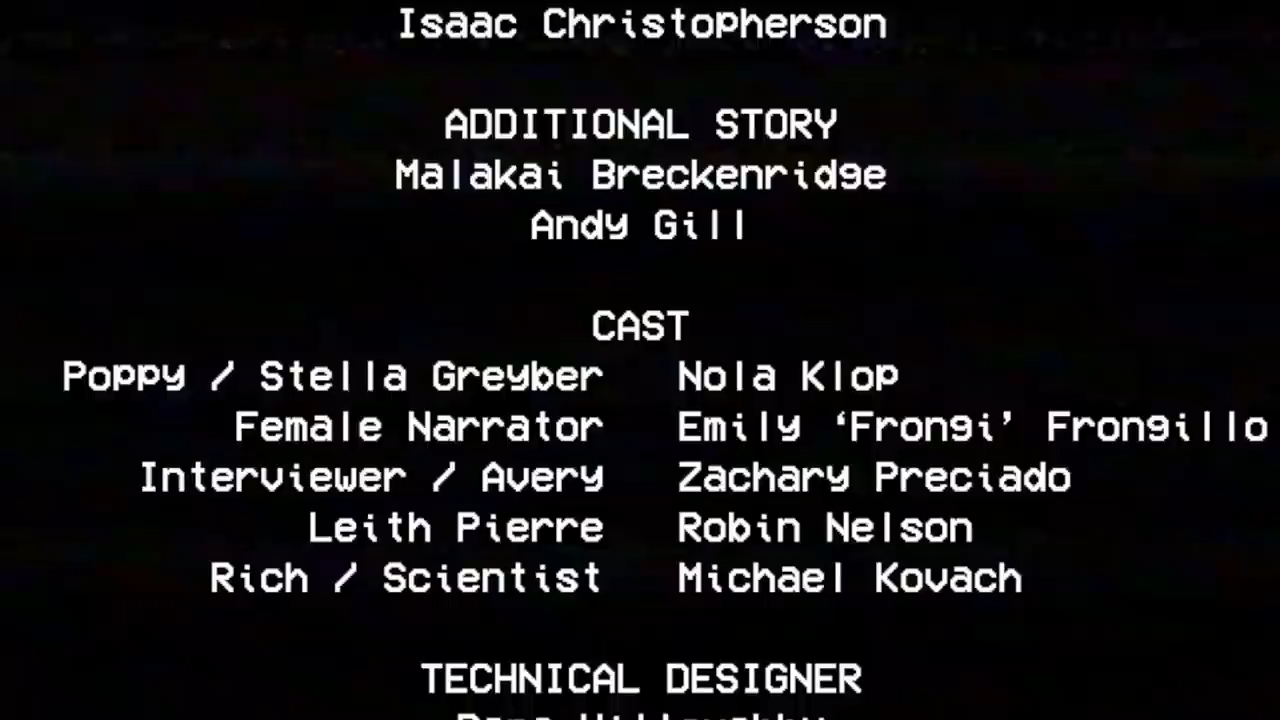 Isaac Christopherson
ADDITIONAL STORY
Malakai Breckenridge
Andy Gill
CAST
Poppy / Stella Greyber Nola Klop
Female Narrator Emily ‘Frongi’ Frongillo
Interviewer / Avery Zachary Preciado
Leith Pierre Robin Nelson
Rich / Scientist Michael Kovach
TECHNICAL DESIGNER